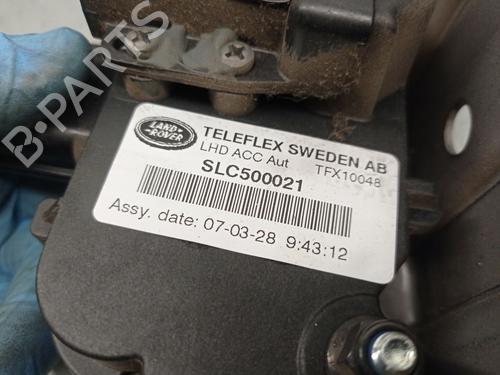 LAND
ROVER
TELEFLEX SWEDEN AB
LHD ACC Aut TFX10048
SLC500021
Assy. date: 07-03-28 9:43:12
B-PARTS